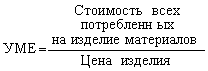 Стоимость всех
потребленн ых
на изделие материалов
УМЕ =
Цена изделия